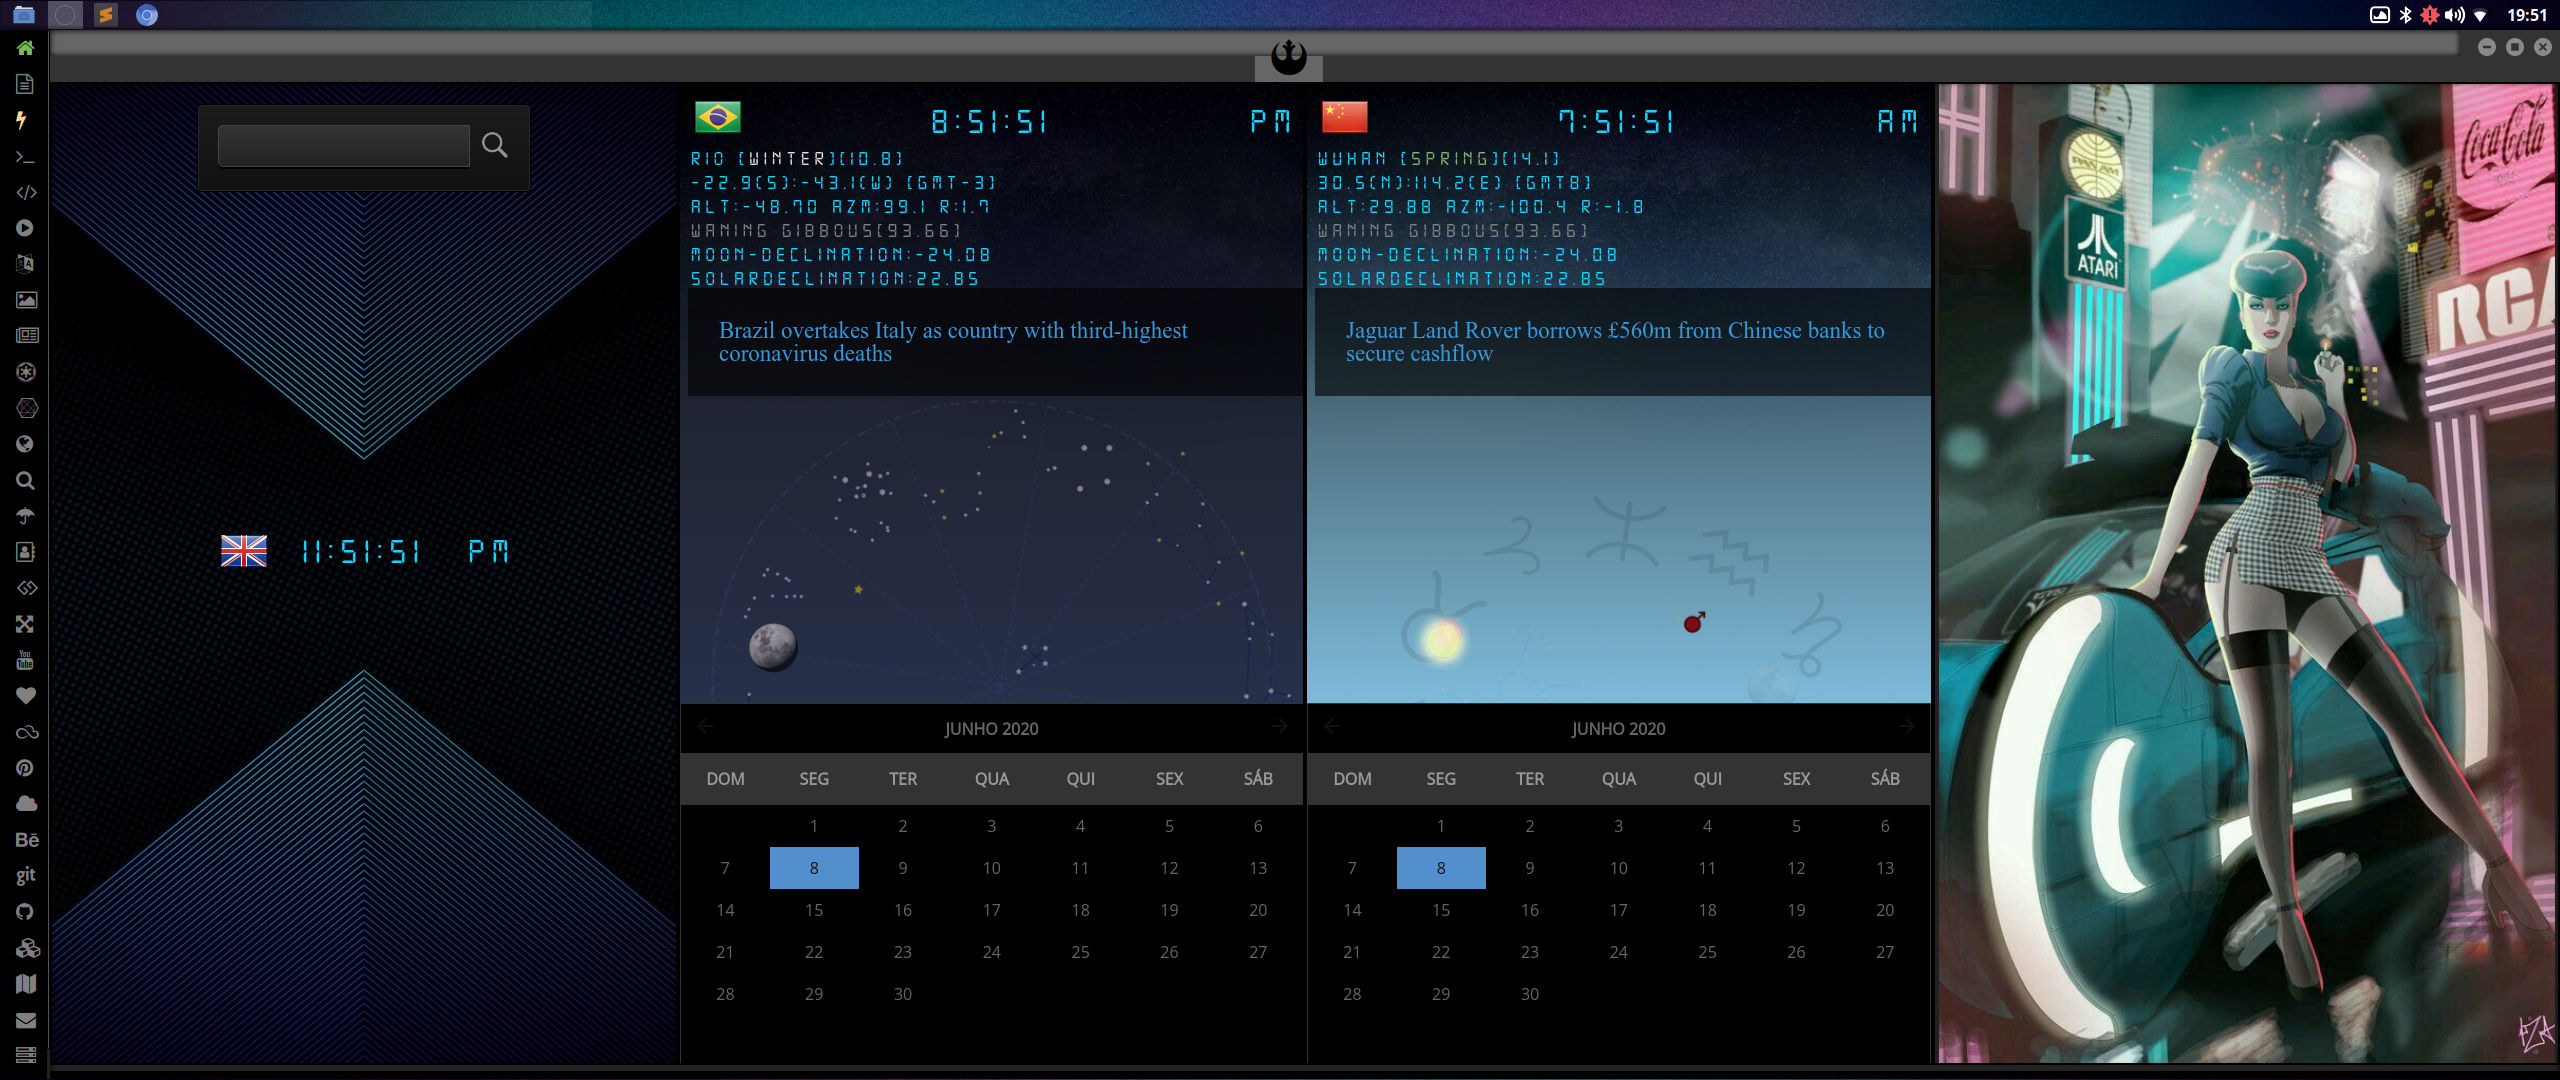 19:51
You
Tube
Bē
git
11:51:51 PM
8:51:51 PM
RIO [WINTER][10.8]
-22.9(S):-43.1(W) [GMT-3]
ALT:-48.70 AZM:99.1 R:1.7
WANING GIBBOUS[93.66]
MOON-DECLINATION:-24.08
SOLARDECLINATION:22.85
Brazil overtakes Italy as country with third-highest
coronavirus deaths
JUNHO 2020
DOM SEG TER QUA QUI SEX SÁB
1 2 3 4 5 6
7 8 9 10 11 12 13
14 15 16 17 18 19 20
21 22 23 24 25 26 27
28 29 30
7:51:51 AM
WUHAN [SPRING][14.1]
30.5(N):114.2(E) [GMT8]
ALT:29.88 AZM:-100.4 R:-1.8
WANING GIBBOUS[93.66]
MOON-DECLINATION:-24.08
SOLARDECLINATION:22.85
Jaguar Land Rover borrows £560m from Chinese banks to
secure cashflow
JUNHO 2020
DOM SEG TER QUA QUI SEX SÁB
1 2 3 4 5 6
7 8 9 10 11 12 13
14 15 16 17 18 19 20
21 22 23 24 25 26 27
28 29 30
PAN AM
ATARI
Coca-Cola
RCA